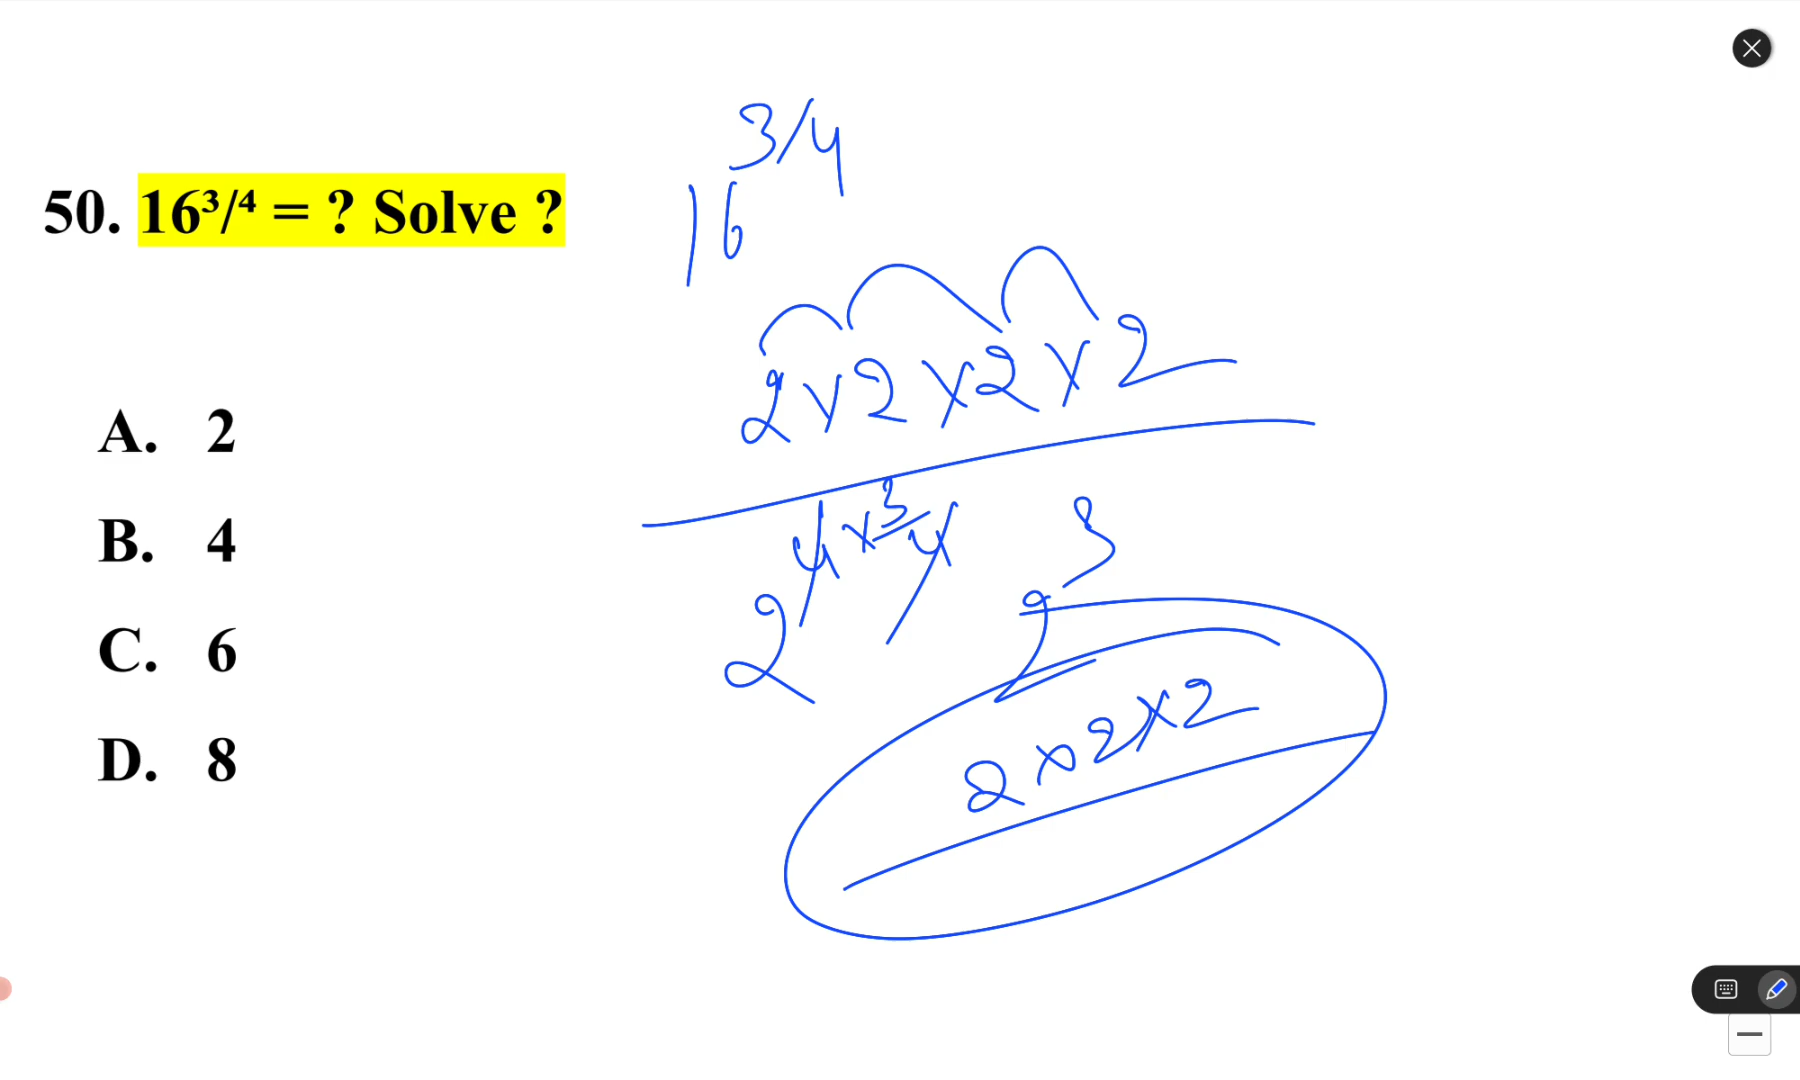 50. 16³/⁴ = ? Solve ?
A. 2
B. 4
C. 6
D. 8
16^3/4
2×2×2×2
2^4×3/4
2^3
2×2×2